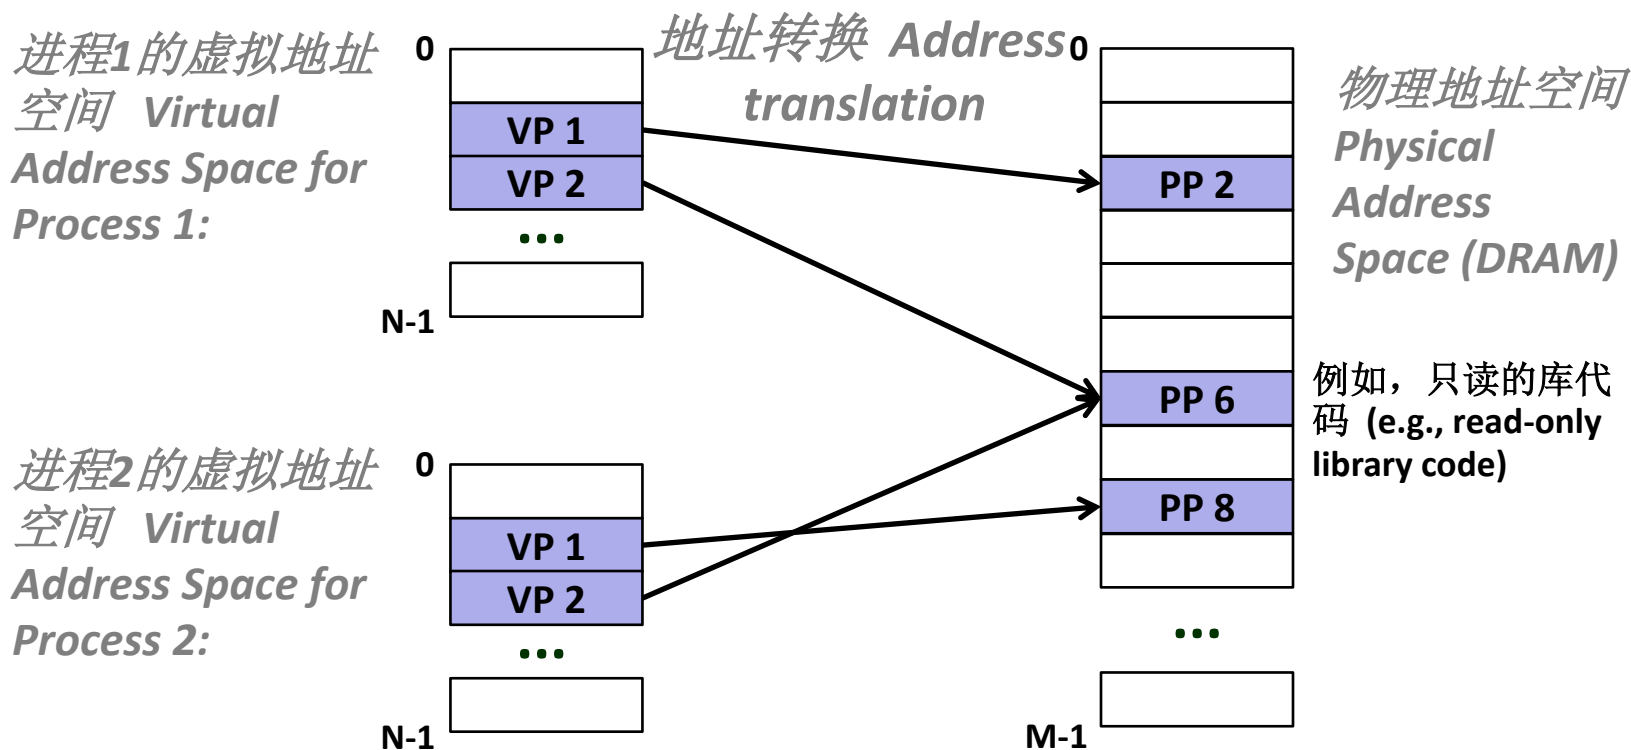 进程1的虚拟地址
空间 Virtual
Address Space for
Process 1:
0
VP 1
VP 2
...
N-1
地址转换 Address
translation
0
PP 2
PP 6
PP 8
...
M-1
物理地址空间
Physical
Address
Space (DRAM)
例如，只读的库代
码 (e.g., read-only
library code)
进程2的虚拟地址
空间 Virtual
Address Space for
Process 2:
0
VP 1
VP 2
...
N-1